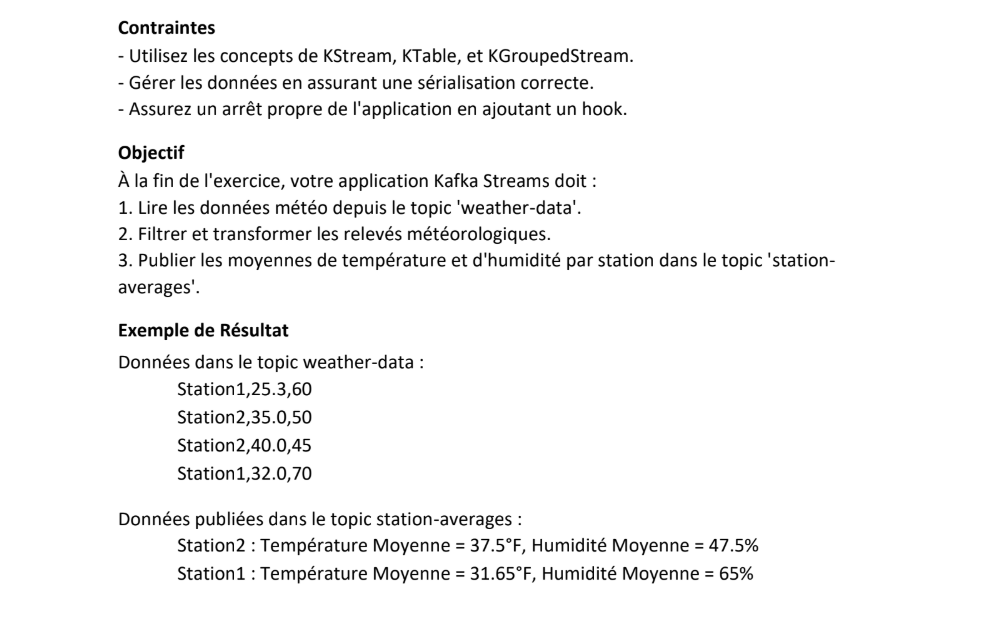 Contraintes
- Utilisez les concepts de KStream, KTable, et KGroupedStream.
- Gérer les données en assurant une sérialisation correcte.
- Assurez un arrêt propre de l'application en ajoutant un hook.
Objectif
À la fin de l'exercice, votre application Kafka Streams doit :
1. Lire les données météo depuis le topic 'weather-data'.
2. Filtrer et transformer les relevés météorologiques.
3. Publier les moyennes de température et d'humidité par station dans le topic 'station-
averages'.
Exemple de Résultat
Données dans le topic weather-data :
Station1,25.3,60
Station2,35.0,50
Station2,40.0,45
Station1,32.0,70
Données publiées dans le topic station-averages :
Station2 : Température Moyenne = 37.5°F, Humidité Moyenne = 47.5%
Station1 : Température Moyenne = 31.65°F, Humidité Moyenne = 65%